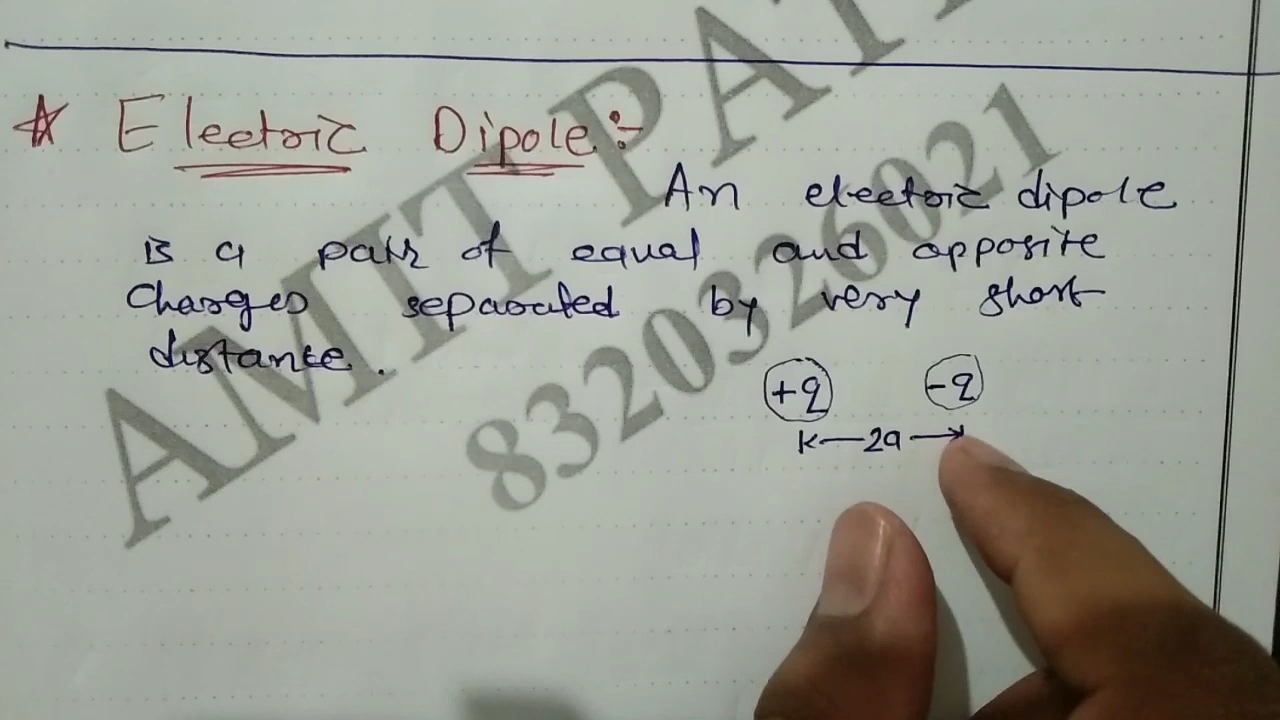 ☆ Electric Dipole :-
An electric dipole
is a pair of equal and opposite
charges separated by very short
distance.
+q -q
2a
AMIT PAT
8320326021